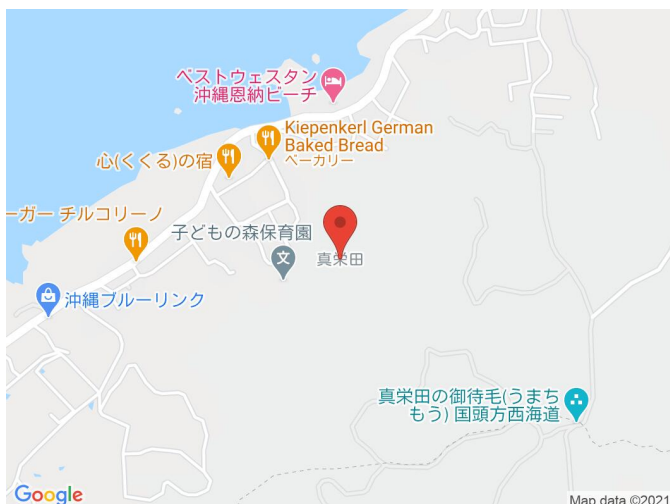 ベストウェスタン
沖縄恩納ビーチ
Kiepenkerl German
Baked Bread
ベーカリー
心(くくる)の宿
ーガー チルコリーノ
子どもの森保育園
真栄田
沖縄ブルーリンク
真栄田の御待毛(うまち
もう) 国頭方西海道
Google
Map data ©2021